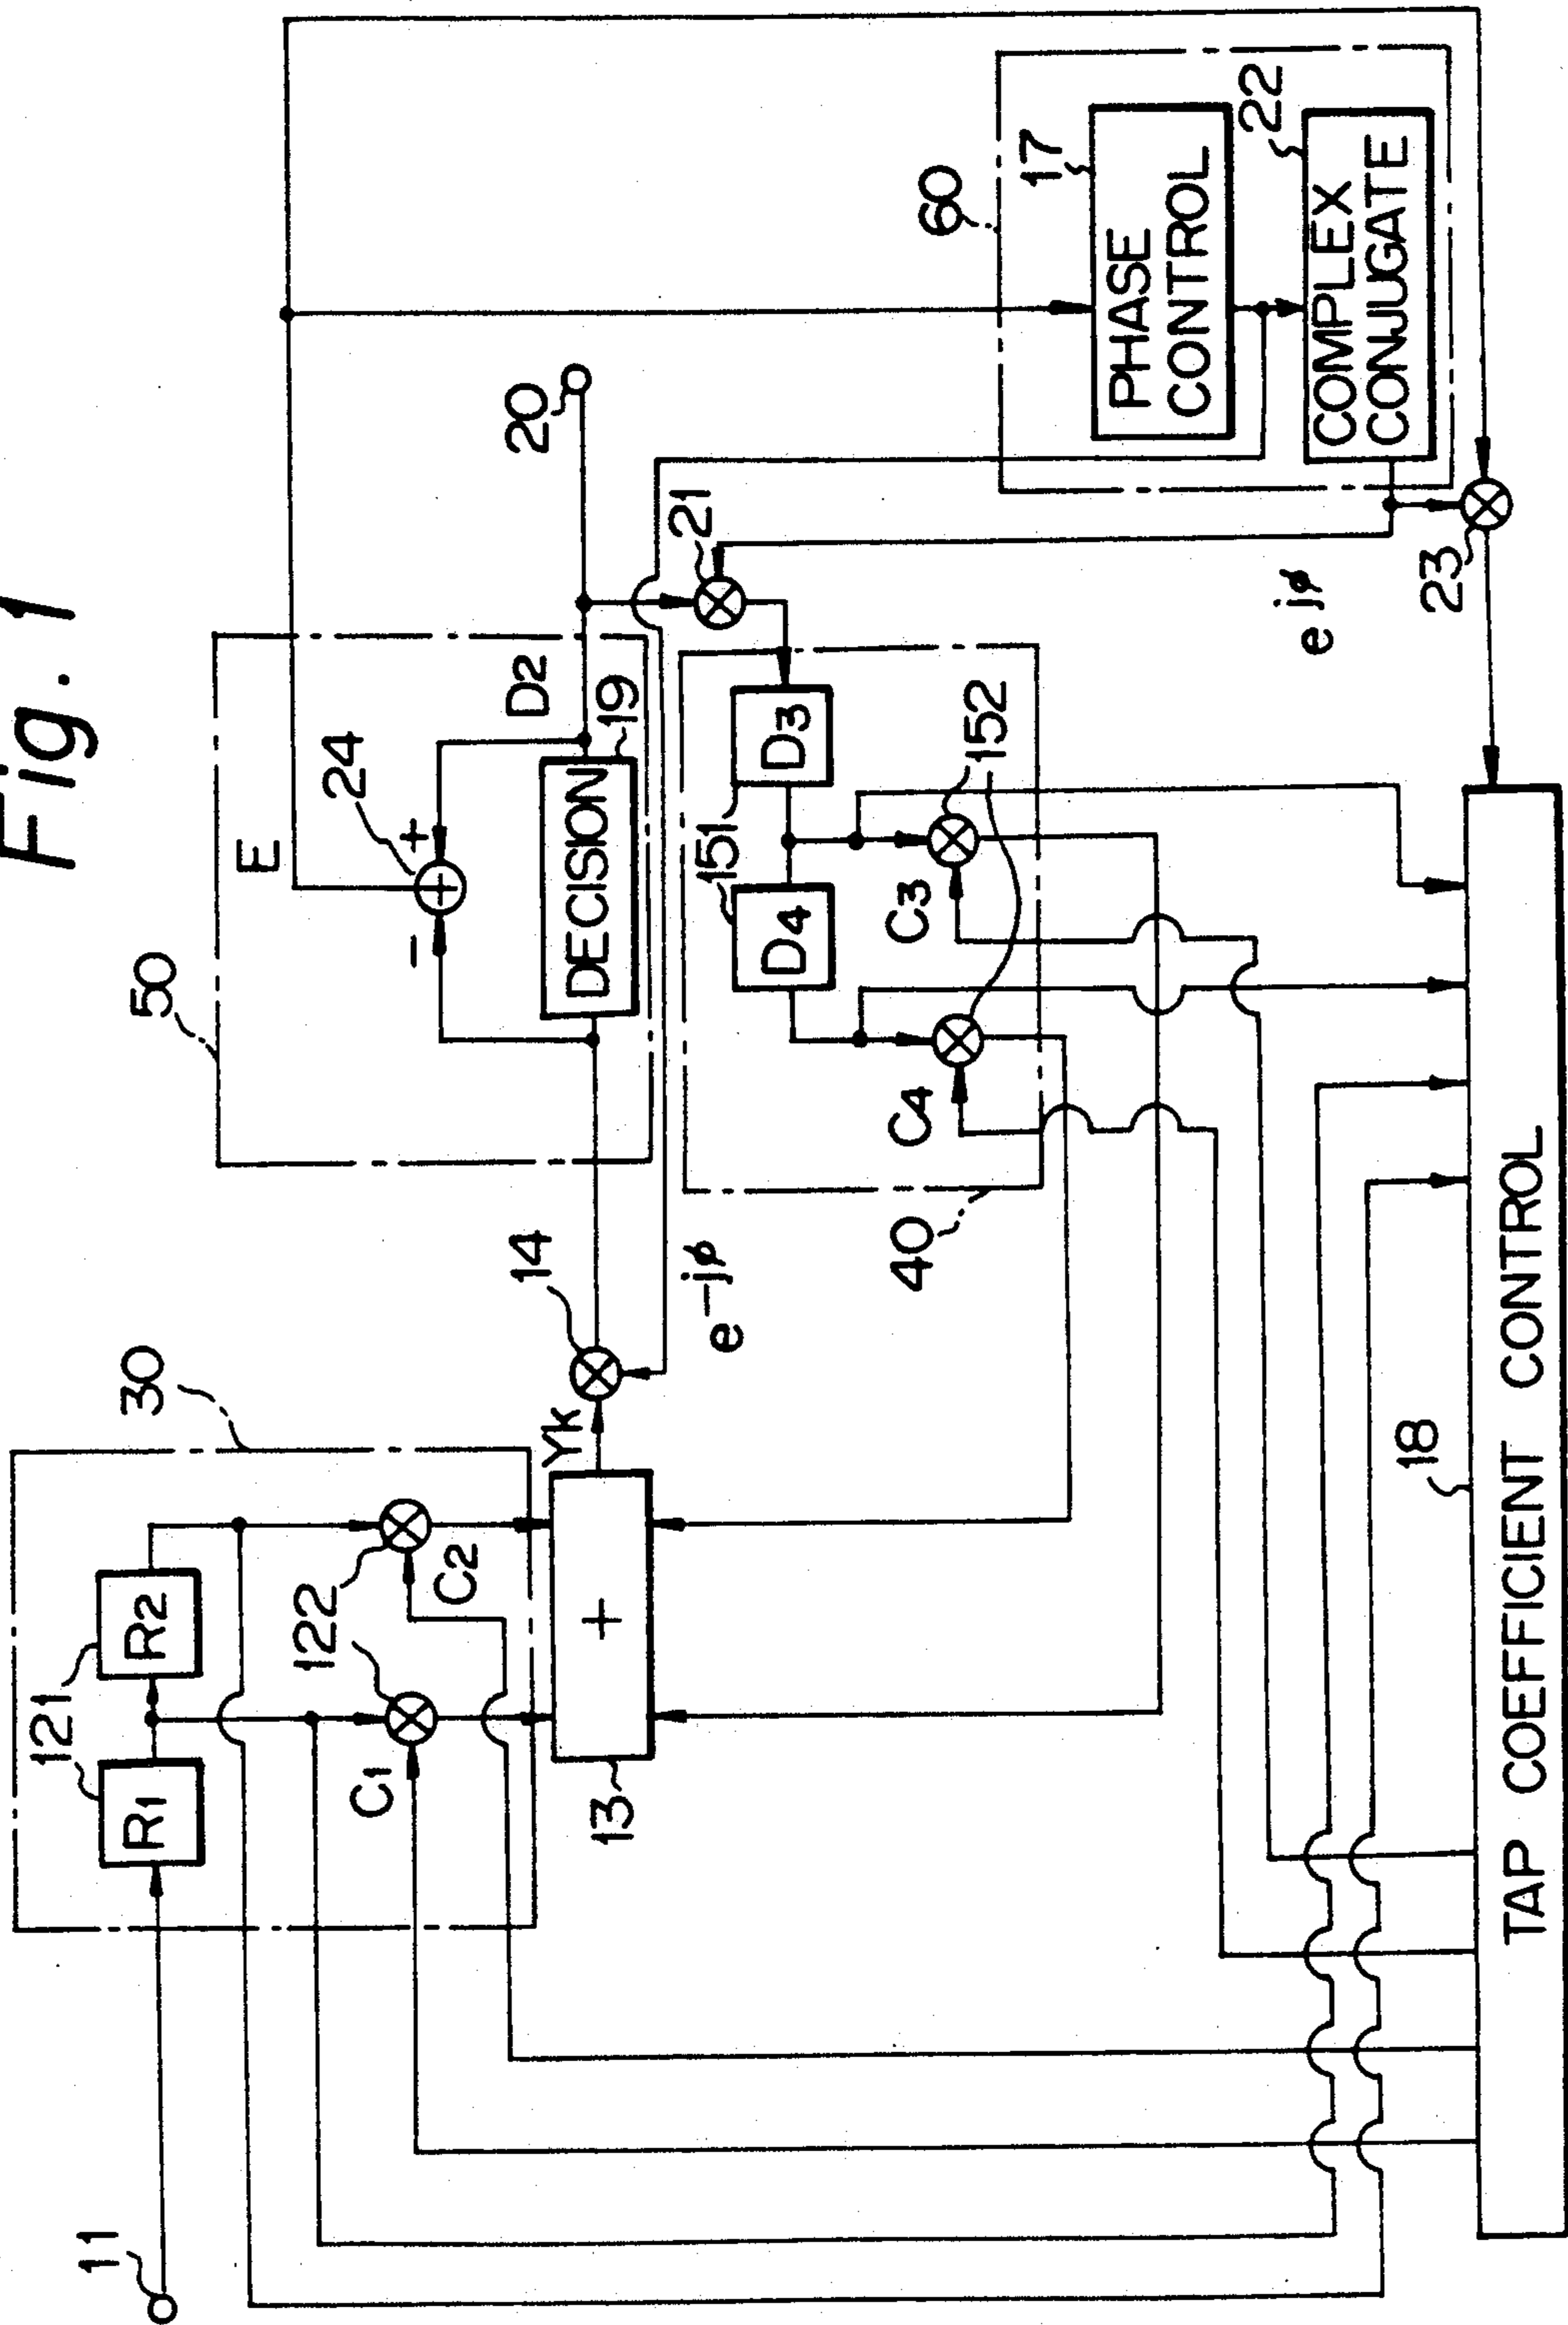 Fig. 1
11
121
R1
R2
30
122
C1
C2
13
+
Yk
14
e-jφ
50
E
24
-
+
DECISION
19
D2
20
21
40
151
D4
D3
C4
C3
152
60
17
PHASE
CONTROL
22
COMPLEX
CONJUGATE
ejφ
23
18
TAP COEFFICIENT CONTROL